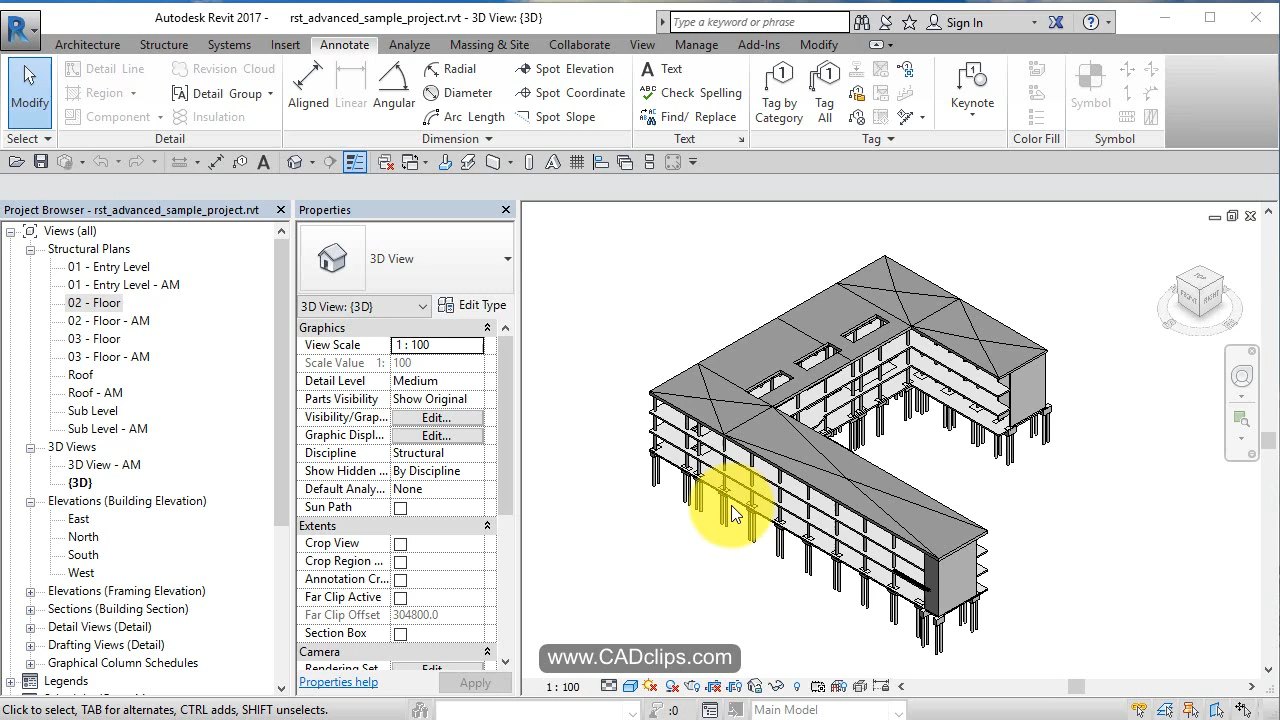 Autodesk Revit 2017 - rst_advanced_sample_project.rvt - 3D View: {3D}
Type a keyword or phrase
Sign In
Architecture Structure Systems Insert Annotate Analyze Massing & Site Collaborate View Manage Add-Ins Modify
Modify
Select
Detail Line
Region
Component
Revision Cloud
Detail Group
Insulation
Detail
Aligned
Linear
Angular
Radial
Diameter
Arc Length
Spot Elevation
Spot Coordinate
Spot Slope
Dimension
Text
Check Spelling
Find/ Replace
Text
Tag by
Category
Tag
All
Tag
Keynote
Color Fill
Symbol
Symbol
Project Browser - rst_advanced_sample_project.rvt
Views (all)
Structural Plans
01 - Entry Level
01 - Entry Level - AM
02 - Floor
02 - Floor - AM
03 - Floor
03 - Floor - AM
Roof
Roof - AM
Sub Level
Sub Level - AM
3D Views
3D View - AM
{3D}
Elevations (Building Elevation)
East
North
South
West
Elevations (Framing Elevation)
Sections (Building Section)
Detail Views (Detail)
Drafting Views (Detail)
Graphical Column Schedules
Legends
Properties
3D View
3D View: {3D}
Edit Type
Graphics
View Scale 1 : 100
Scale Value 1: 100
Detail Level Medium
Parts Visibility Show Original
Visibility/Grap... Edit...
Graphic Displ... Edit...
Discipline Structural
Show Hidden ... By Discipline
Default Analy... None
Sun Path
Extents
Crop View
Crop Region ...
Annotation Cr...
Far Clip Active
Far Clip Offset 304800.0
Section Box
Camera
Rendering Set... Edit...
Properties help
Apply
TOP
FRONT
RIGHT
www.CADclips.com
1 : 100
Click to select, TAB for alternates, CTRL adds, SHIFT unselects.
:0
Main Model